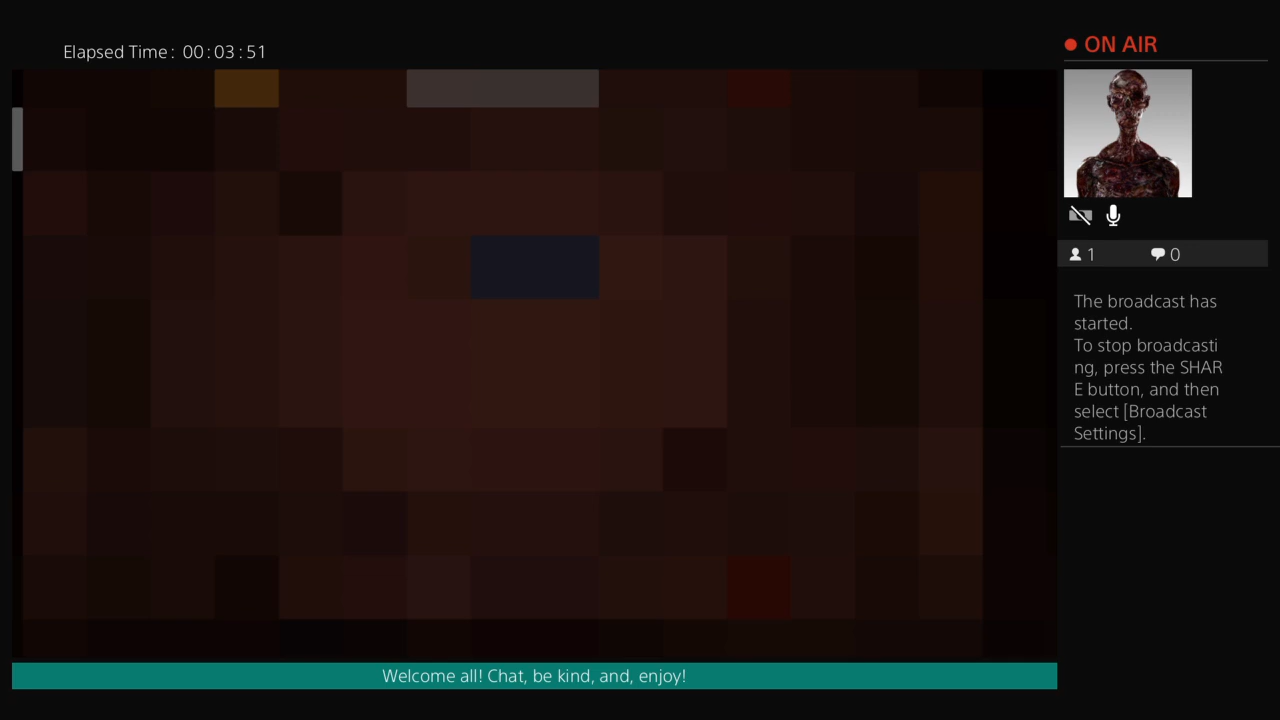 Elapsed Time: 00:03:51
ON AIR
1 0
The broadcast has
started.
To stop broadcasti
ng, press the SHAR
E button, and then
select [Broadcast
Settings].
Welcome all! Chat, be kind, and, enjoy!